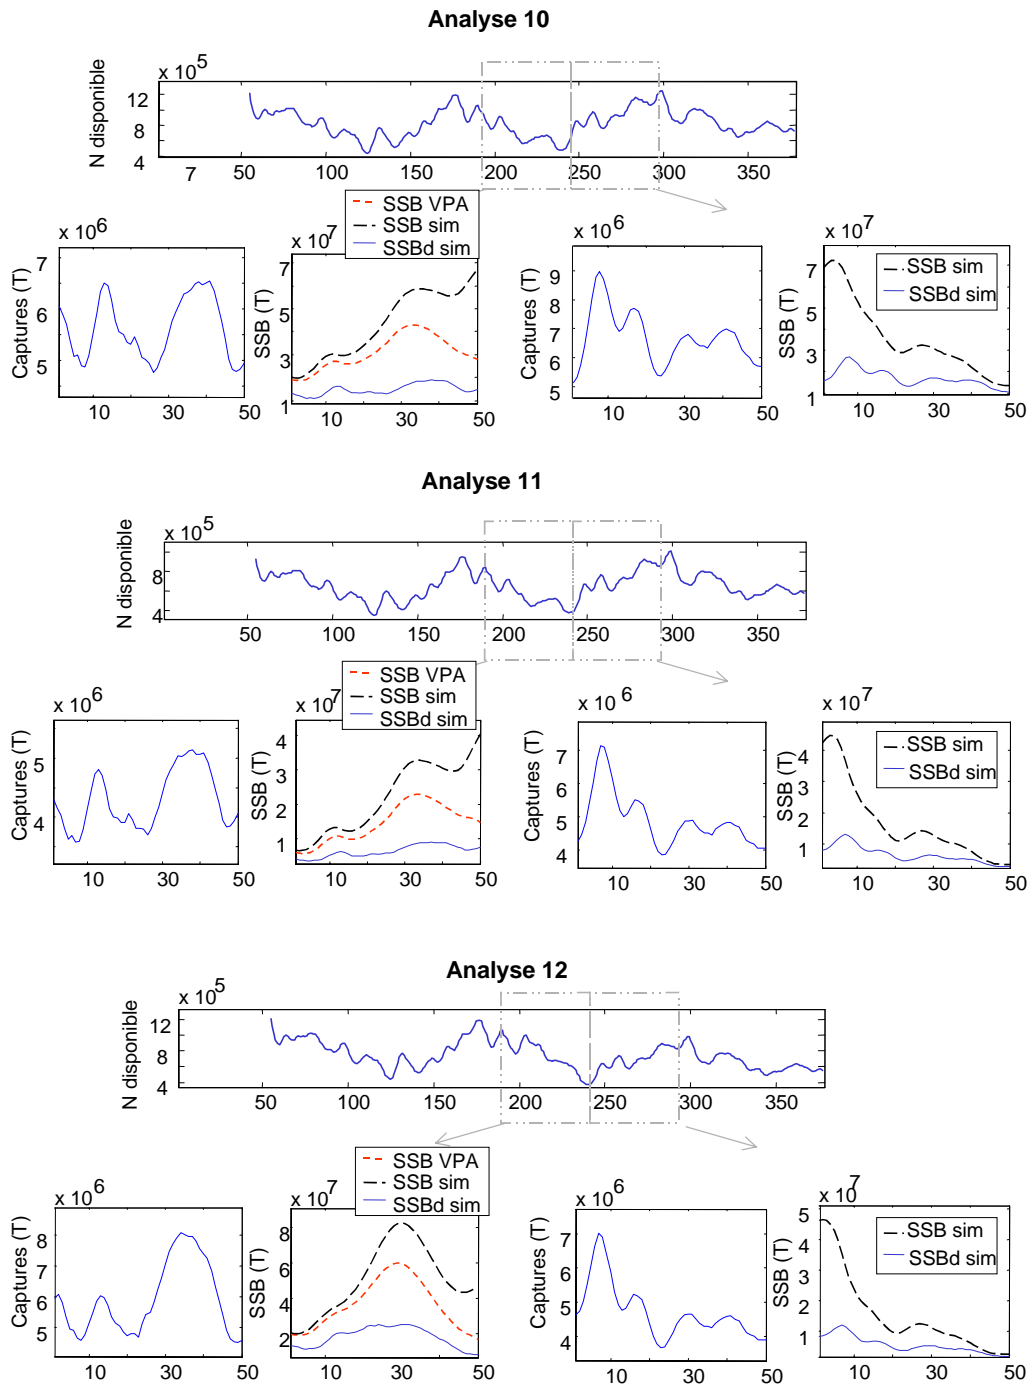 Analyse 10
x 10^5
N disponible
12
8
4
7
50 100 150 200 250 300 350
SSB VPA
SSB sim
SSBd sim
x 10^6
Captures (T)
7
6
5
10 30 50
x 10^7
SSB (T)
7
5
3
1
10 30 50
x 10^6
Captures (T)
9
8
7
6
5
10 30 50
x 10
SSB (T)
7
5
3
1
10 30 50
SSB sim
SSBd sim
Analyse 11
x 10^5
N disponible
8
4
50 100 150 200 250 300 350
SSB VPA
SSB sim
SSBd sim
x 10^6
Captures (T)
5
4
10 30 50
x 10^7
SSB (T)
4
3
2
1
10 30 50
x 10^6
Captures (T)
7
6
5
4
10 30 50
x 10^7
SSB (T)
4
3
2
1
10 30 50
SSB sim
SSBd sim
Analyse 12
x 10^5
N disponible
12
8
4
50 100 150 200 250 300 350
SSB VPA
SSB sim
SSBd sim
x 10^6
Captures (T)
8
7
6
5
10 30 50
x 10^7
SSB (T)
8
6
4
2
10 30 50
x 10^6
Captures (T)
7
6
5
4
10 30 50
x 10^7
SSB (T)
5
4
3
2
1
10 30 50
SSB sim
SSBd sim